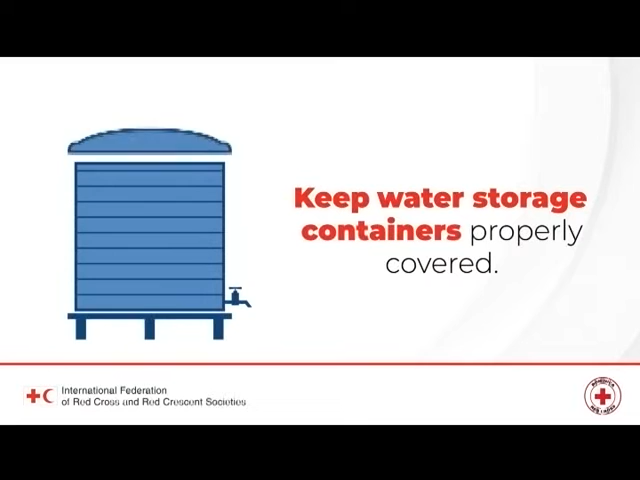 Keep water storage
containers properly
covered.
International Federation
of Red Cross and Red Crescent Societies